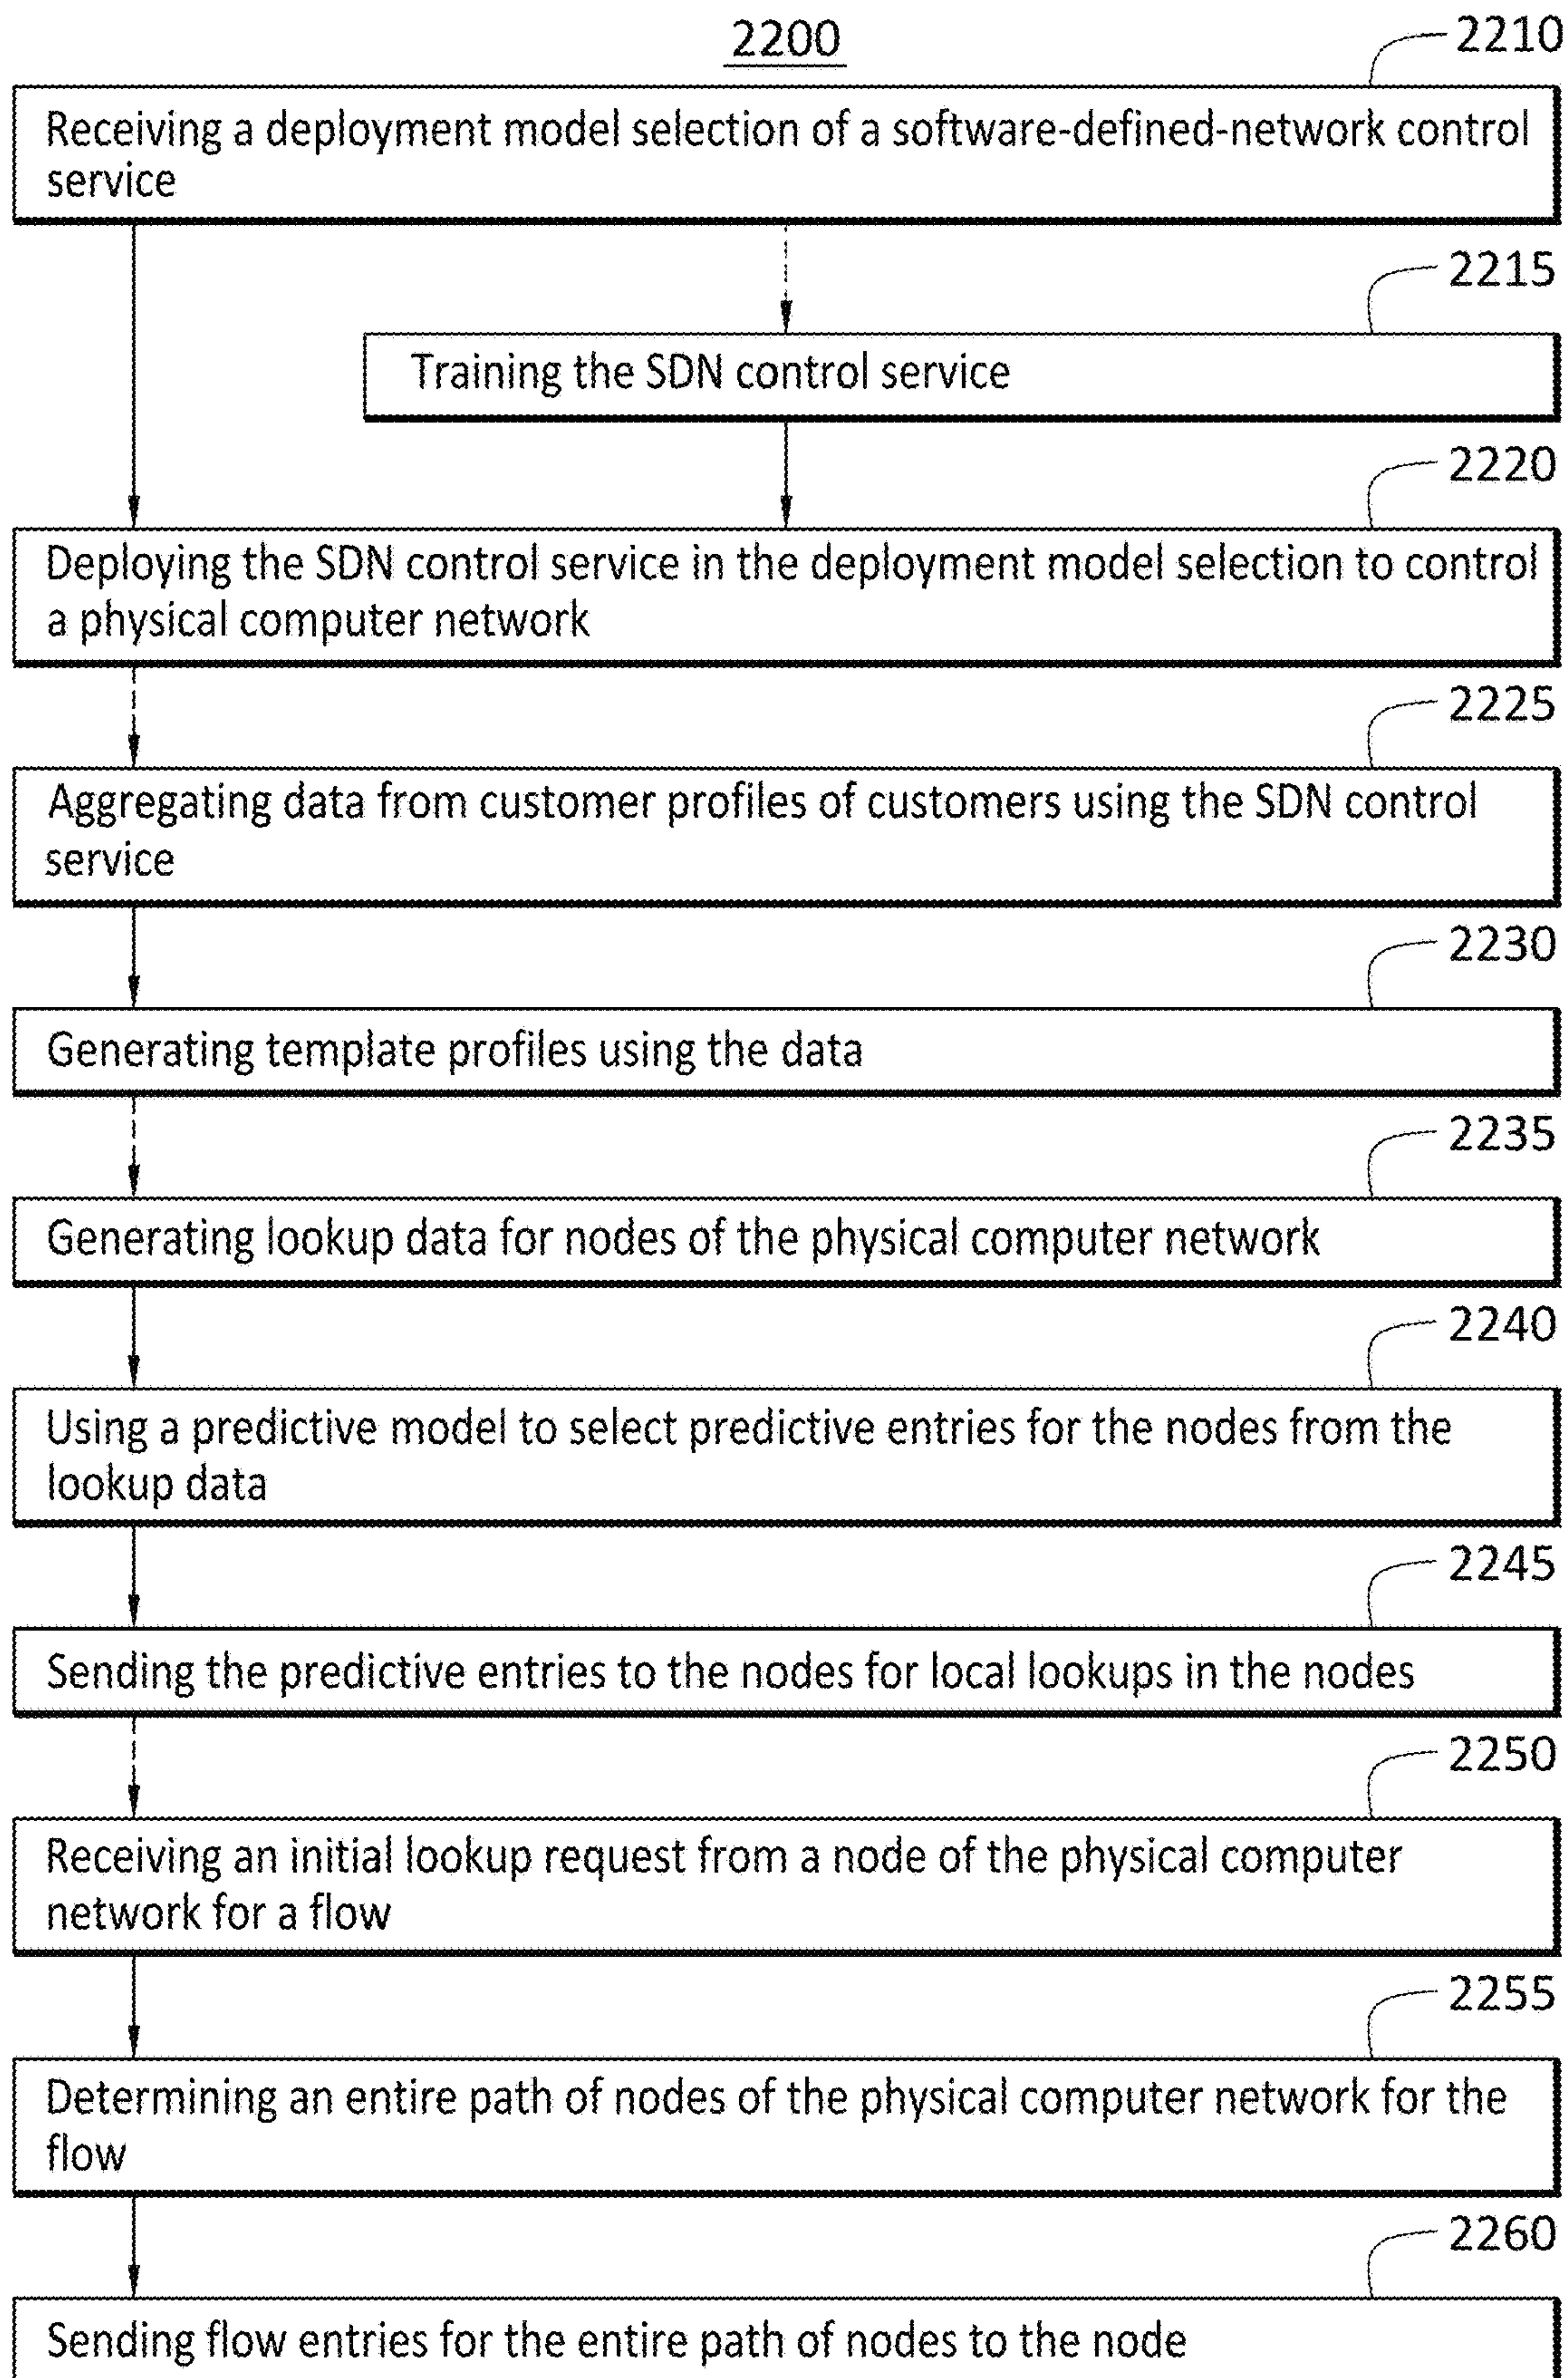 2200
2210
Receiving a deployment model selection of a software-defined-network control
service
2215
Training the SDN control service
2220
Deploying the SDN control service in the deployment model selection to control
a physical computer network
2225
Aggregating data from customer profiles of customers using the SDN control
service
2230
Generating template profiles using the data
2235
Generating lookup data for nodes of the physical computer network
2240
Using a predictive model to select predictive entries for the nodes from the
lookup data
2245
Sending the predictive entries to the nodes for local lookups in the nodes
2250
Receiving an initial lookup request from a node of the physical computer
network for a flow
2255
Determining an entire path of nodes of the physical computer network for the
flow
2260
Sending flow entries for the entire path of nodes to the node